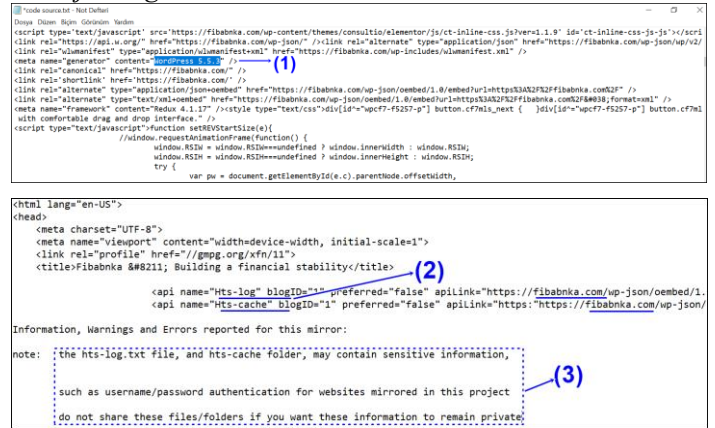 *code source.txt - Not Defteri
Dosya Düzen Biçim Görünüm Yardım
<script type='text/javascript' src='https://fibabnka.com/wp-content/themes/consultio/elementor/js/ct-inline-css.js?ver=1.1.9' id='ct-inline-css-js-js'></scri
<link rel="https://api.w.org/" href="https://fibabnka.com/wp-json/" /><link rel="alternate" type="application/json" href="https://fibabnka.com/wp-json/wp/v2/
<link rel="wlwmanifest" type="application/wlwmanifest+xml" href="https://fibabnka.com/wp-includes/wlwmanifest.xml" />
<meta name="generator" content="WordPress 5.5.3" /> (1)
<link rel="canonical" href="https://fibabnka.com/" />
<link rel='shortlink' href='https://fibabnka.com/' />
<link rel="alternate" type="application/json+oembed" href="https://fibabnka.com/wp-json/oembed/1.0/embed?url=https%3A%2F%2Ffibabnka.com%2F" />
<link rel="alternate" type="text/xml+oembed" href="https://fibabnka.com/wp-json/oembed/1.0/embed?url=https%3A%2F%2Ffibabnka.com%2F&#038;format=xml" />
<meta name="framework" content="Redux 4.1.17" /><style type="text/css">div[id^="wpcf7-f5257-p"] button.cf7mls_next { }div[id^="wpcf7-f5257-p"] button.cf7ml
with comfortable drag and drop interface." />
<script type="text/javascript">function setREVStartSize(e){
//window.requestAnimationFrame(function() {
window.RSIW = window.RSIW===undefined ? window.innerWidth : window.RSIW;
window.RSIH = window.RSIH===undefined ? window.innerHeight : window.RSIH;
try {
var pw = document.getElementById(e.c).parentNode.offsetWidth,
<html lang="en-US">
<head>
<meta charset="UTF-8">
<meta name="viewport" content="width=device-width, initial-scale=1">
<link rel="profile" href="//gmpg.org/xfn/11">
<title>Fibabnka &#8211; Building a financial stability</title>
(2)
<api name="Hts-log" blogID="1" preferred="false" apiLink="https://fibabnka.com/wp-json/oembed/1.
<api name="Hts-cache" blogID="1" preferred="false" apiLink="https:"https://fibabnka.com/wp-json/
Information, Warnings and Errors reported for this mirror:
note: the hts-log.txt file, and hts-cache folder, may contain sensitive information,
(3)
such as username/password authentication for websites mirrored in this project
do not share these files/folders if you want these information to remain private